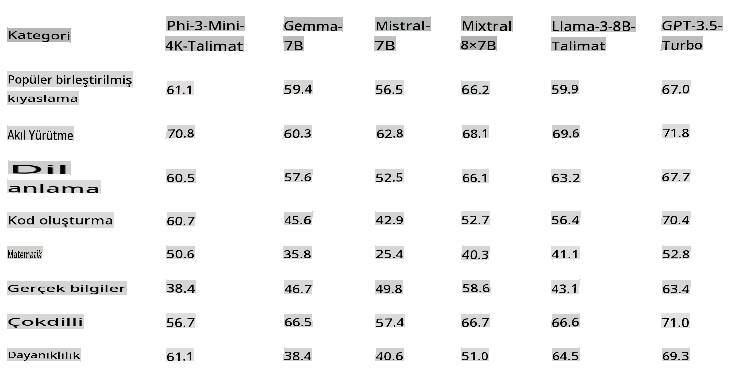 Kategori Phi-3-Mini- Gemma- Mistral- Mixtral Llama-3-8B- GPT-3.5-
4K-Talimat 7B 7B 8×7B Talimat Turbo
Popüler birleştirilmiş
kıyaslama 61.1 59.4 56.5 66.2 59.9 67.0
Akıl Yürütme 70.8 60.3 62.8 68.1 69.6 71.8
Dil
anlama 60.5 57.6 52.5 66.1 63.2 67.7
Kod oluşturma 60.7 45.6 42.9 52.7 56.4 70.4
Matematik 50.6 35.8 25.4 40.3 41.1 52.8
Gerçek bilgiler 38.4 46.7 49.8 58.6 43.1 63.4
Çokdilli 56.7 66.5 57.4 66.7 66.6 71.0
Dayanıklılık 61.1 38.4 40.6 51.0 64.5 69.3